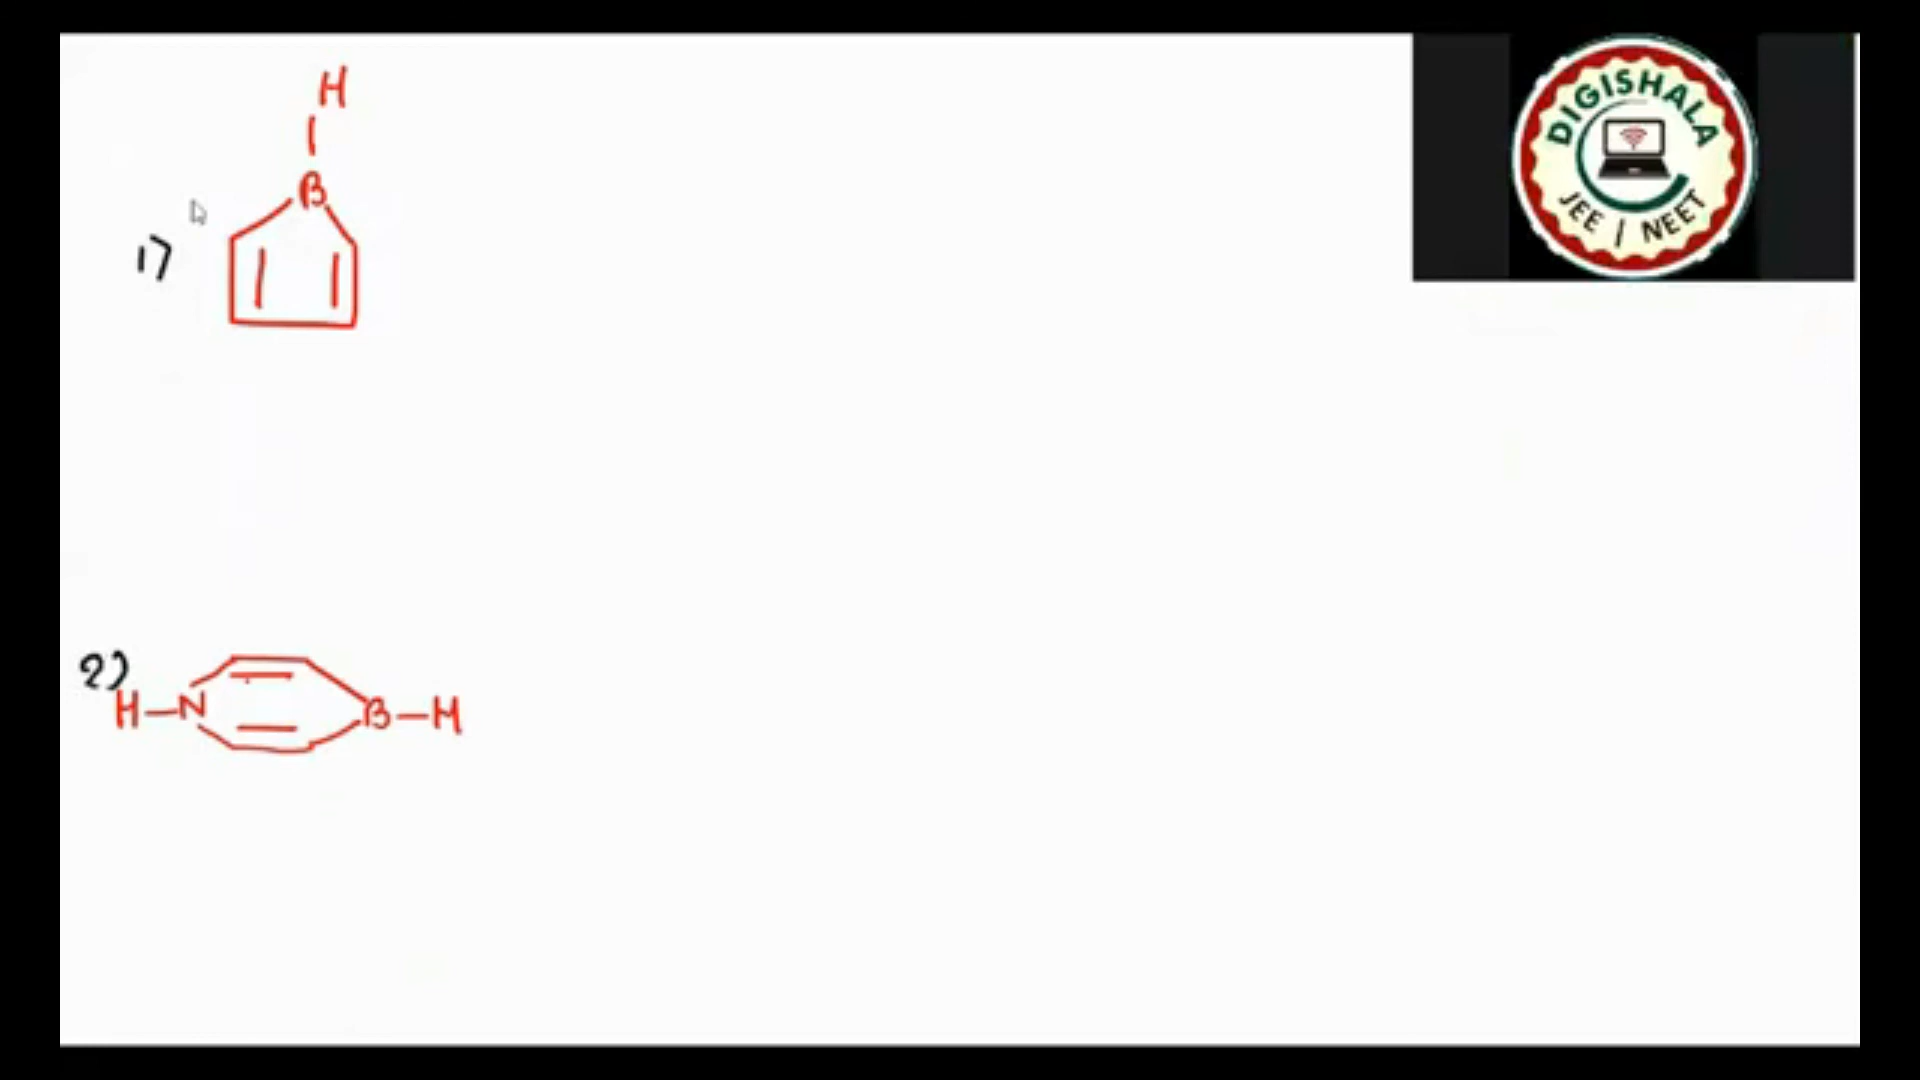 H
B
1)
2)
H-N
B-H
DIGISHALA
JEE | NEET